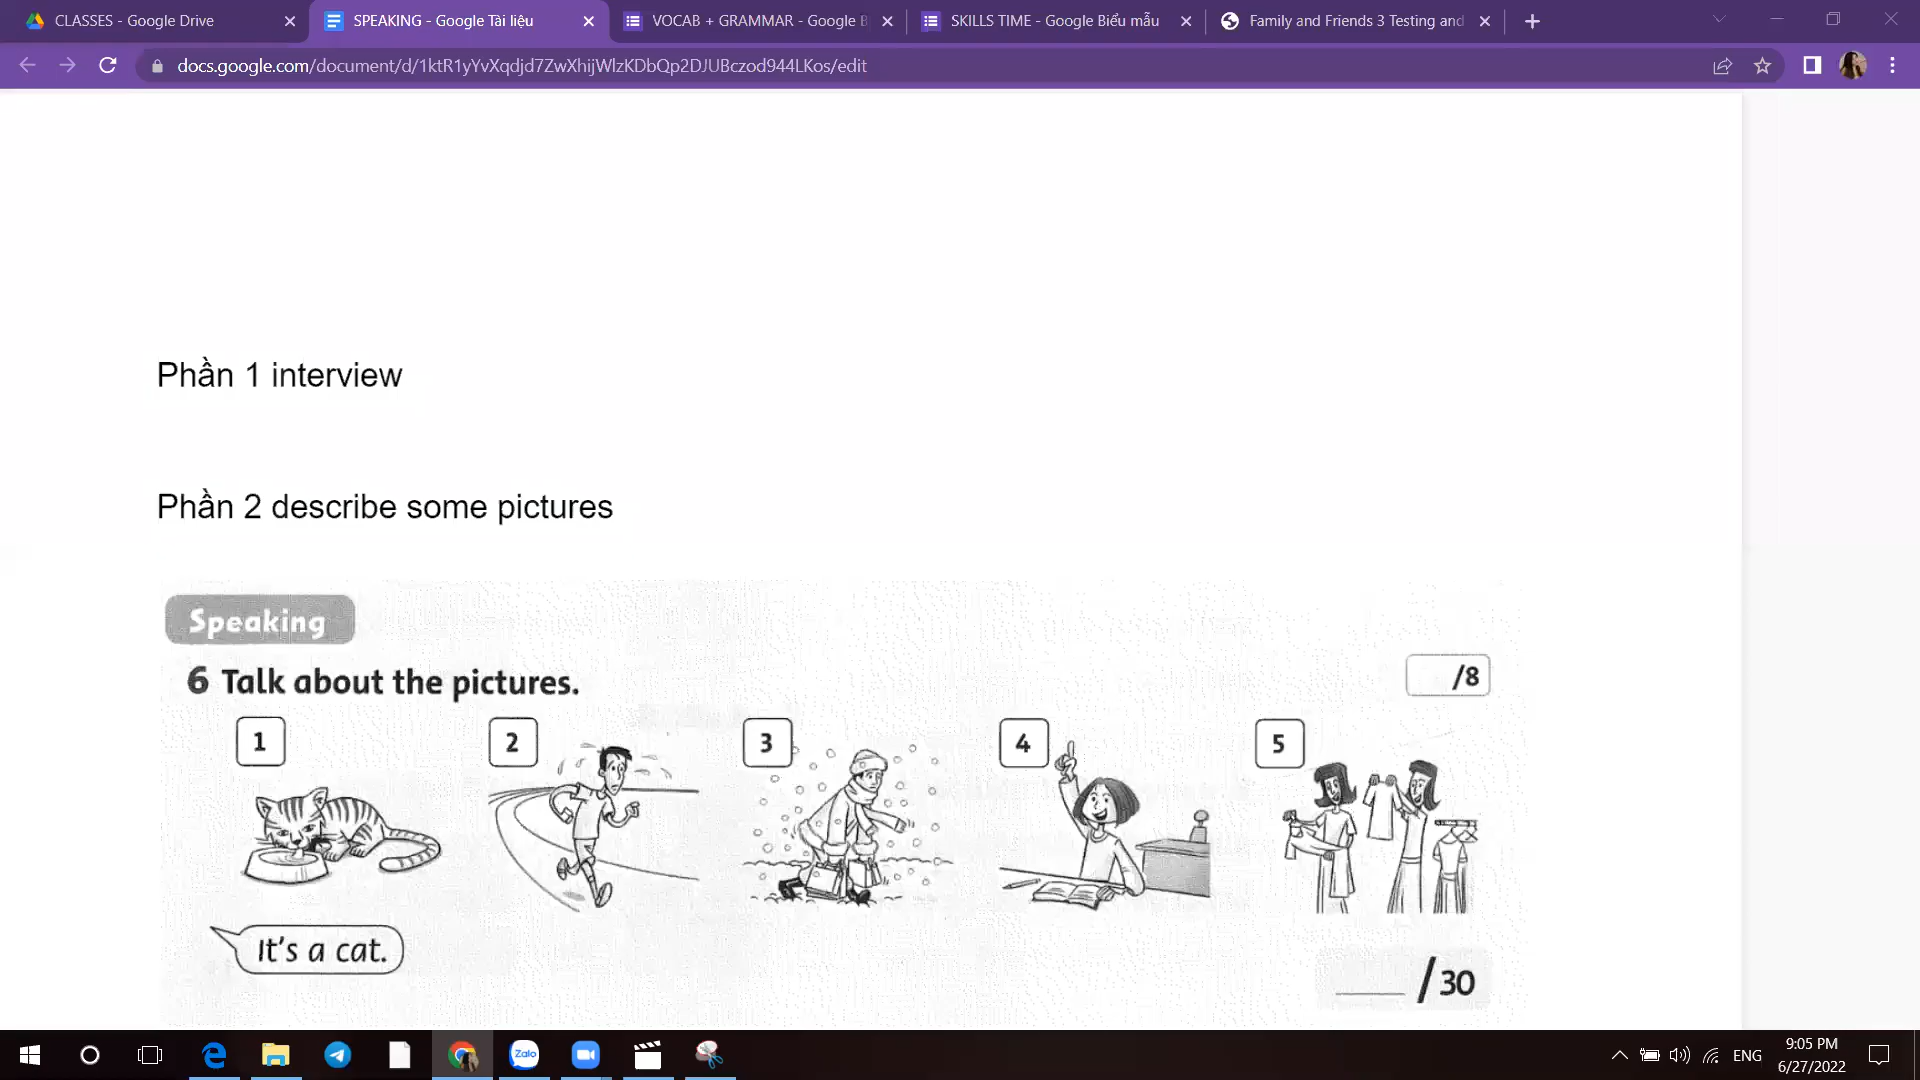 CLASSES - Google Drive
SPEAKING - Google Tài liệu
VOCAB + GRAMMAR - Google B
SKILLS TIME - Google Biểu mẫu
Family and Friends 3 Testing and
docs.google.com/document/d/1ktR1yYvXqdjd7ZwXhijWlzKDbQp2DJUBczod944LKos/edit
Phần 1 interview
Phần 2 describe some pictures
Speaking
6 Talk about the pictures.
/8
1
2
3
4
5
It's a cat.
____ / 30
Zalo
ENG
9:05 PM
6/27/2022